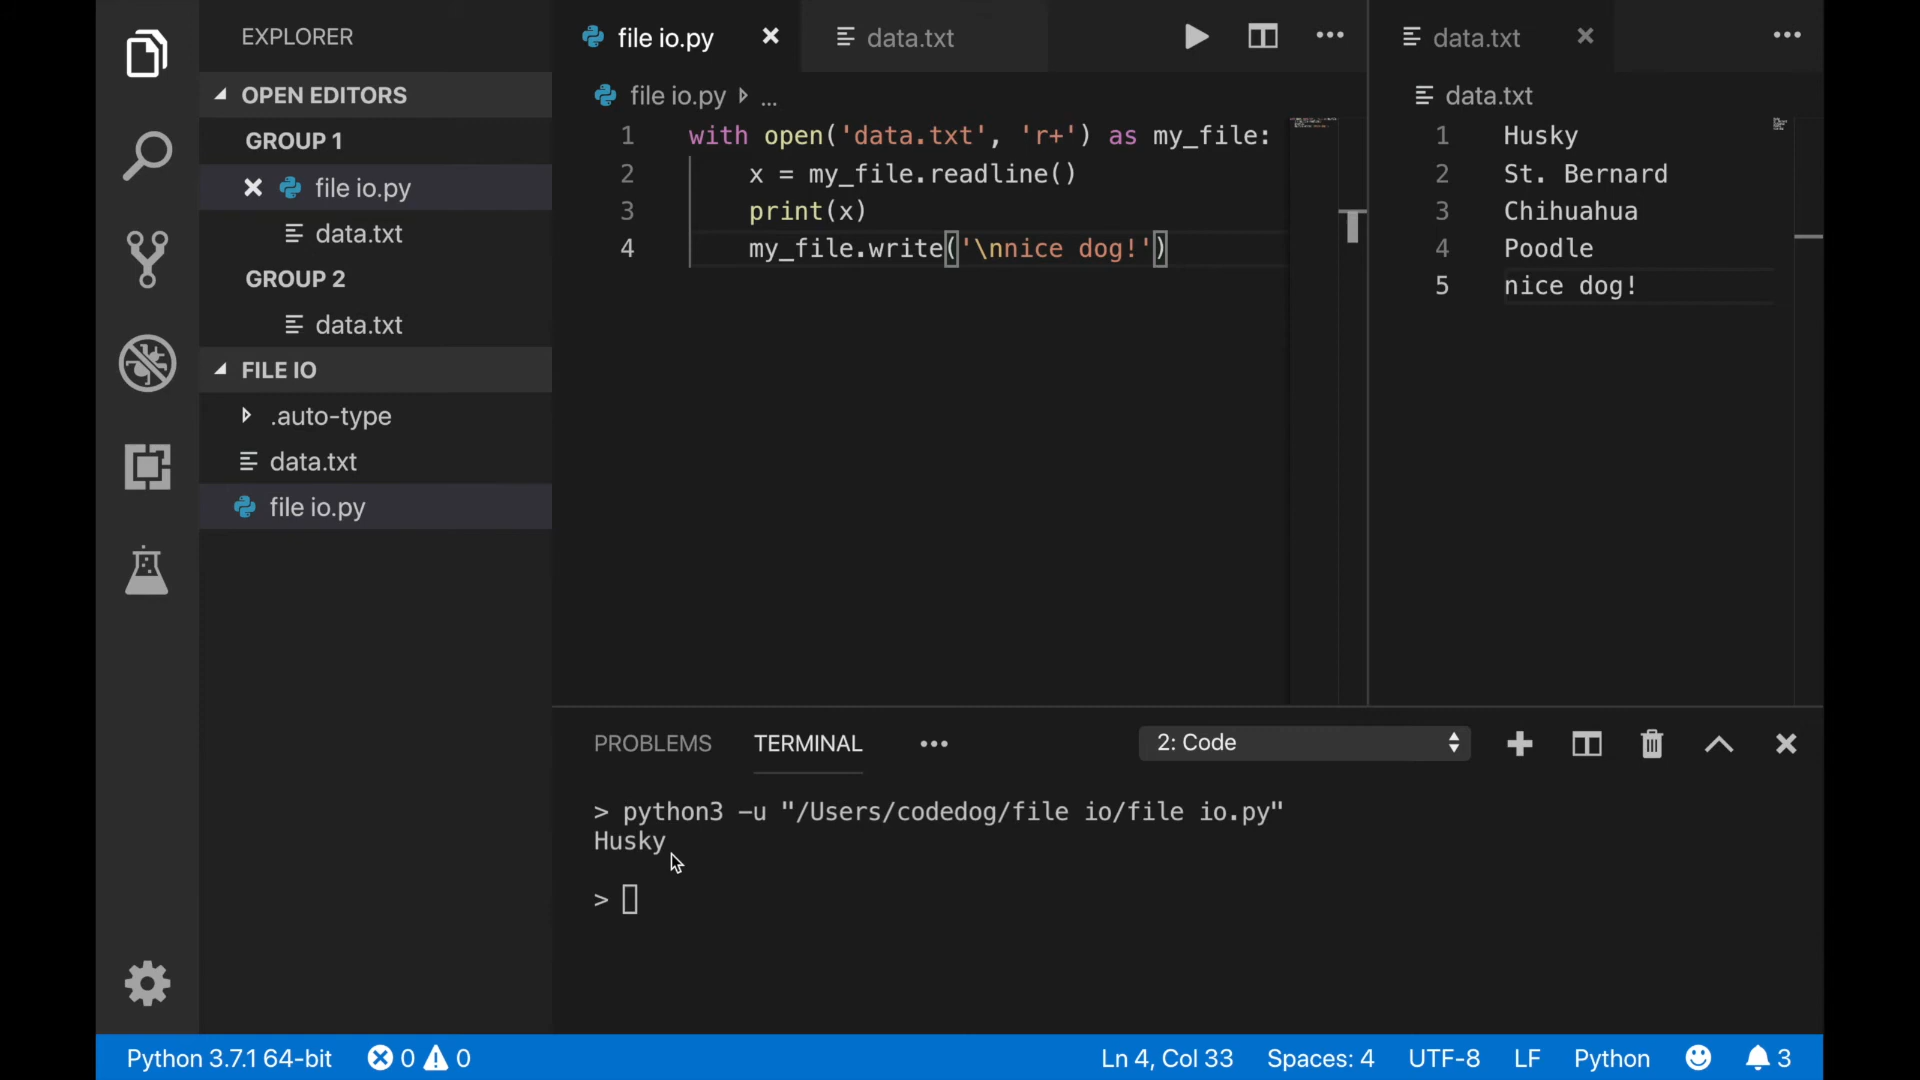 EXPLORER
OPEN EDITORS
GROUP 1
file io.py
data.txt
GROUP 2
data.txt
FILE IO
.auto-type
data.txt
file io.py
file io.py
data.txt
file io.py ...
1 with open('data.txt', 'r+') as my_file:
2 x = my_file.readline()
3 print(x)
4 my_file.write('\nnice dog!')
data.txt
data.txt
1 Husky
2 St. Bernard
3 Chihuahua
4 Poodle
5 nice dog!
PROBLEMS TERMINAL 2: Code
> python3 -u "/Users/codedog/file io/file io.py"
Husky
>
Python 3.7.1 64-bit 0 0 Ln 4, Col 33 Spaces: 4 UTF-8 LF Python 3